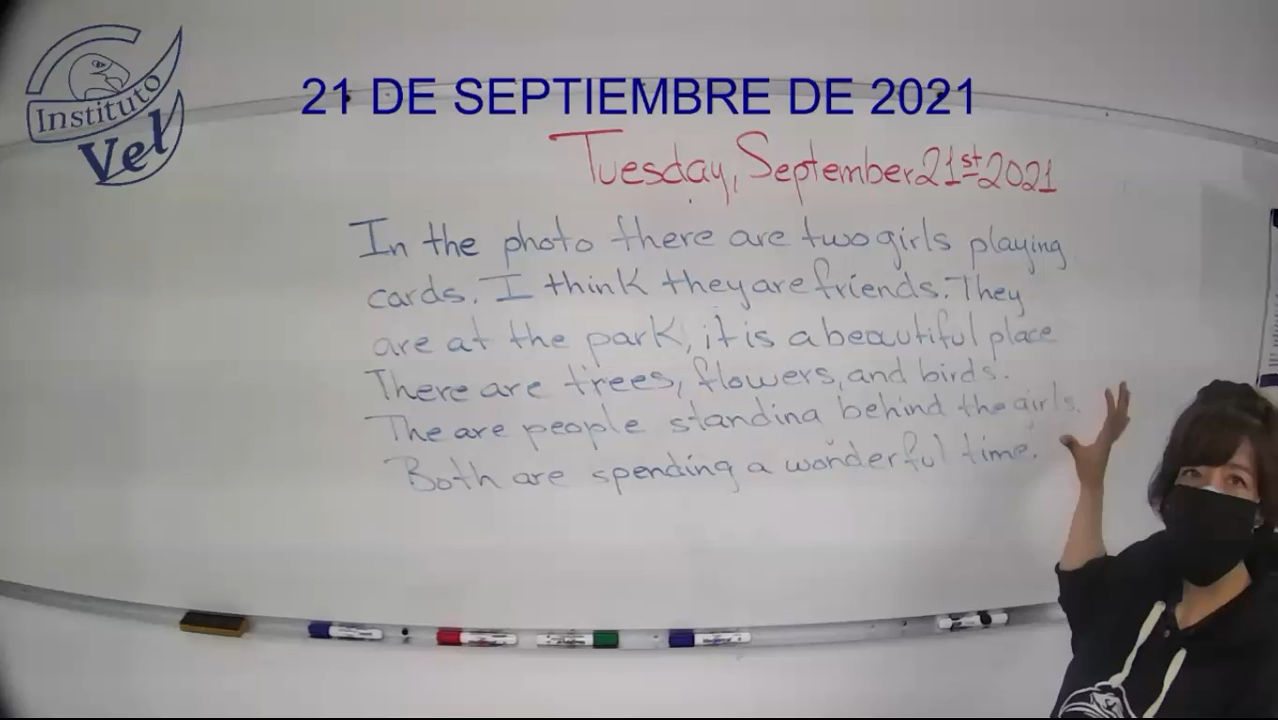 Instituto
Vel
21 DE SEPTIEMBRE DE 2021
Tuesday, September 21st 2021
In the photo there are two girls playing
cards. I think they are friends. They
are at the park, it is a beautiful place
There are trees, flowers, and birds.
The are people standina behind the girls.
Both are spending a wonderful time.